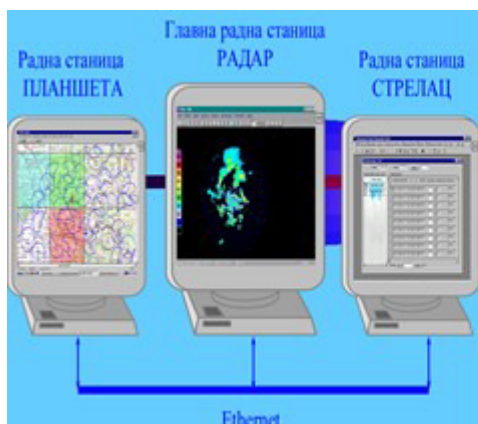 Главна радна станица
РАДАР
Радна станица
ПЛАНШЕТА
Радна станица
СТРЕЛАЦ
Ethernet